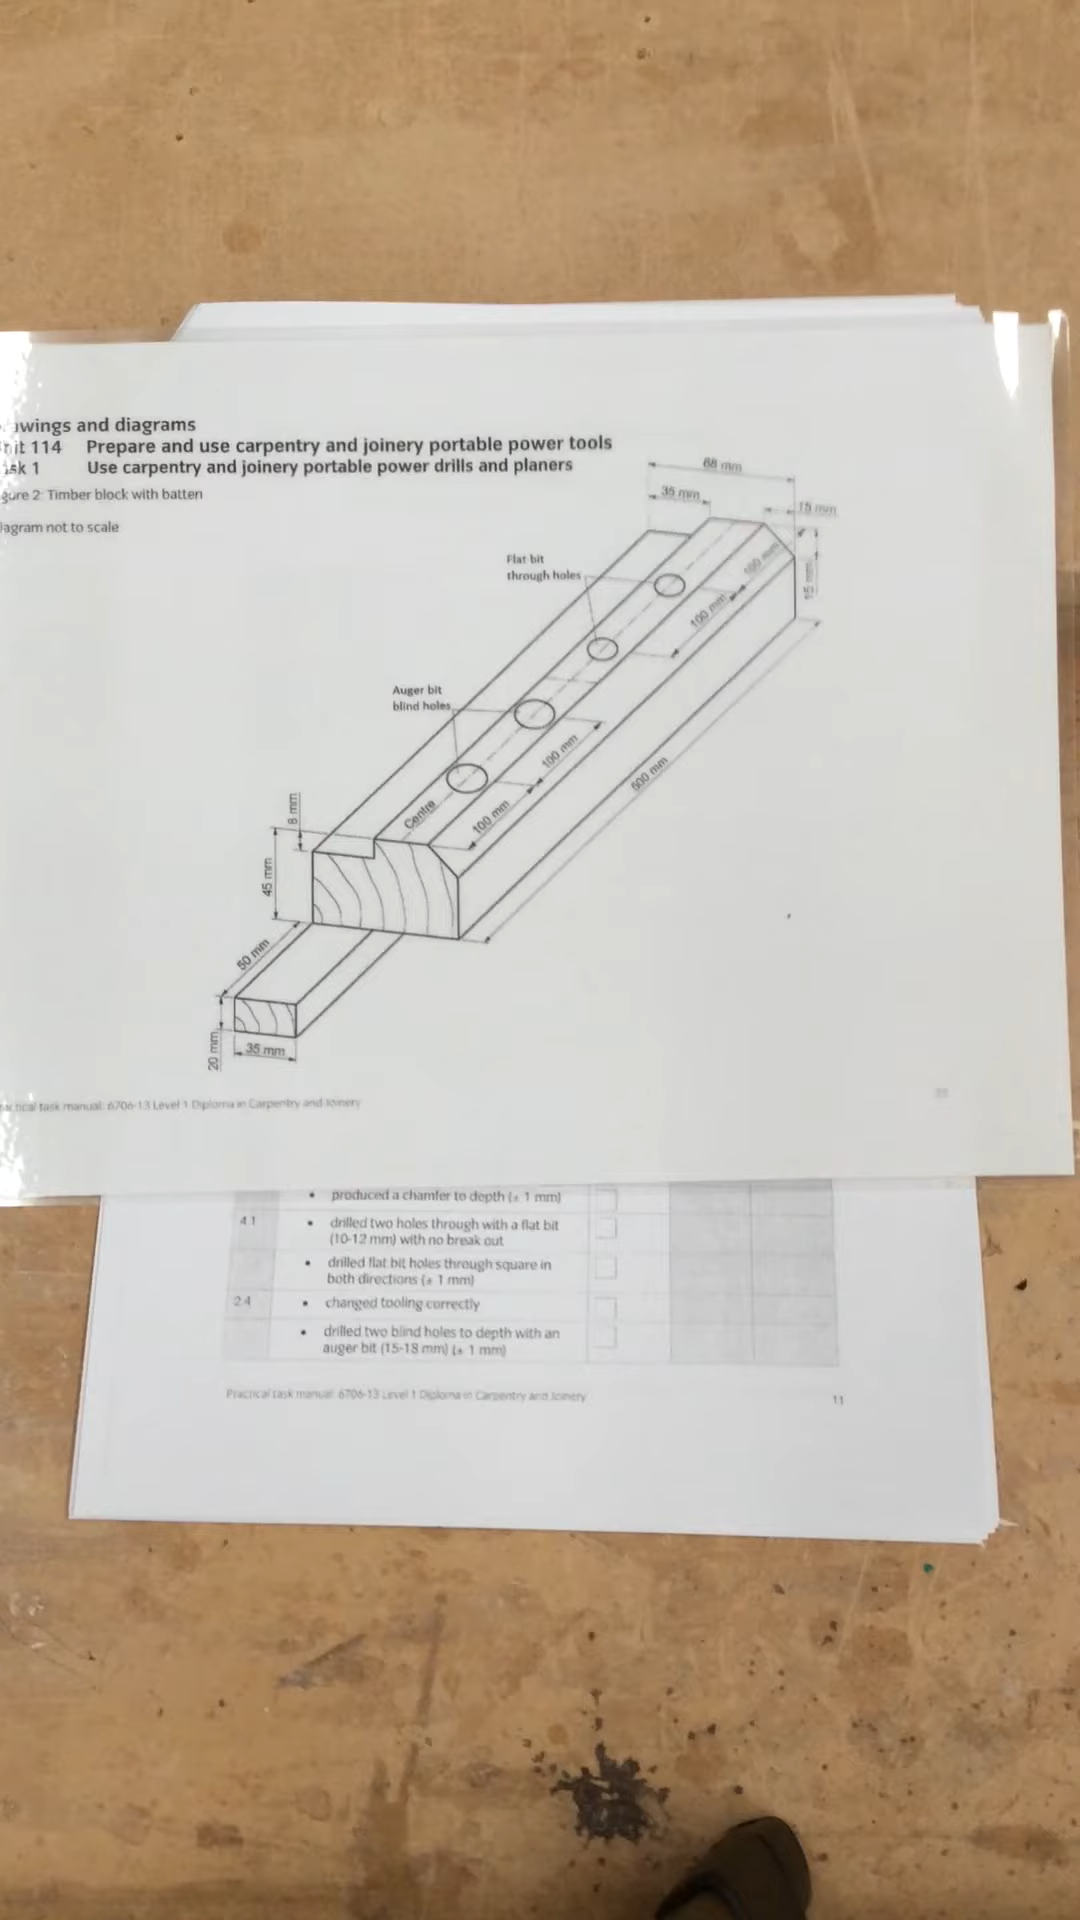 awings and diagrams
nit 114 Prepare and use carpentry and joinery portable power tools
sk 1 Use carpentry and joinery portable power drills and planers
gure 2: Timber block with batten
iagram not to scale
68 mm
35 mm
15 mm
15 mm
Flat bit
through holes
100 mm
100 mm
Auger bit
blind holes
100 mm
100 mm
Centre
600 mm
8 mm
45 mm
50 mm
20 mm
35 mm
actical task manual: 6706-13 Level 1 Diploma in Carpentry and Joinery
produced a chamfer to depth (± 1 mm)
4.1
• drilled two holes through with a flat bit
(10-12 mm) with no break out
• drilled flat bit holes through square in
both directions (± 1 mm)
2.4 • changed tooling correctly
• drilled two blind holes to depth with an
auger bit (15-18 mm) (± 1 mm)
Practical task manual: 6706-13 Level 1 Diploma in Carpentry and Joinery 11